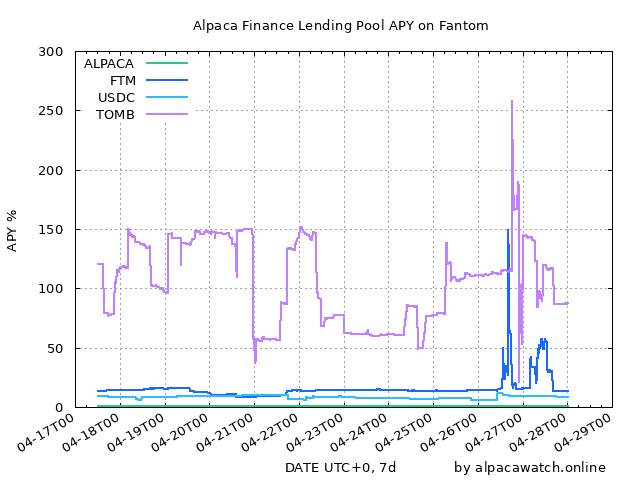 Alpaca Finance Lending Pool APY on Fantom
300
250
200
150
100
50
0
APY %
ALPACA
FTM
USDC
TOMB
04-17T00
04-18T00
04-19T00
04-20T00
04-21T00
04-22T00
04-23T00
04-24T00
04-25T00
04-26T00
04-27T00
04-28T00
04-29T00
DATE UTC+0, 7d
by alpacawatch.online